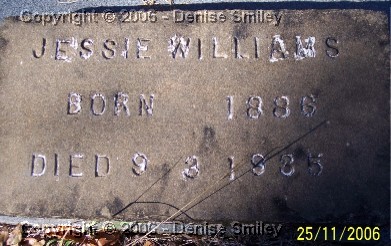 Copyright © 2006 - Denise Smiley
JESSIE WILLIAMS
BORN 1886
DIED 9 3 1935
Copyright © 2006 - Denise Smiley
25/11/2006